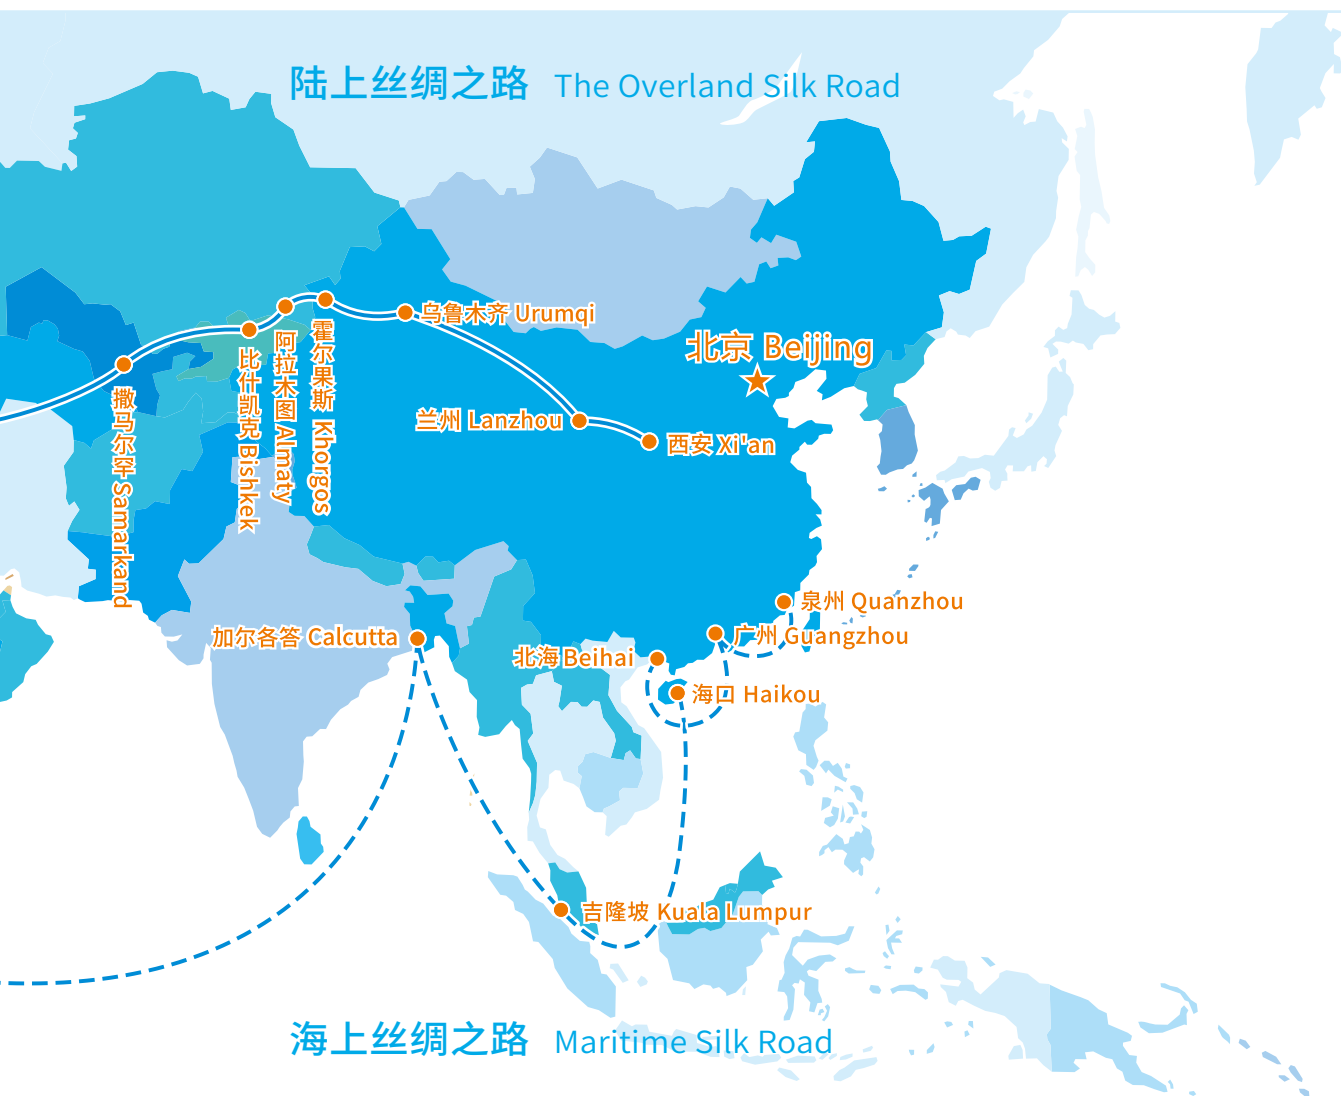 陆上丝绸之路 The Overland Silk Road
乌鲁木齐 Urumqi
霍尔果斯 Khorgos
阿拉木图 Almaty
比什凯克 Bishkek
撒马尔罕 Samarkand
北京 Beijing
兰州 Lanzhou
西安 Xi'an
泉州 Quanzhou
广州 Guangzhou
加尔各答 Calcutta
北海 Beihai
海口 Haikou
吉隆坡 Kuala Lumpur
海上丝绸之路 Maritime Silk Road